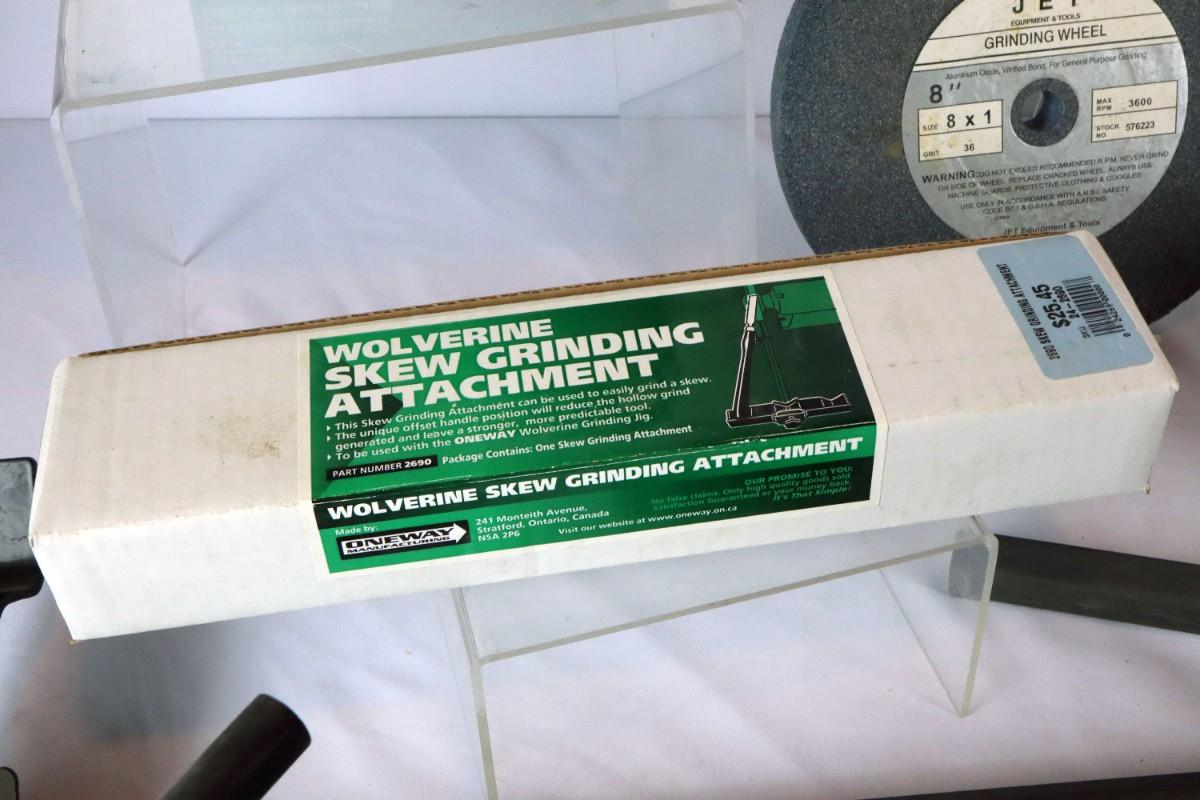 JET
EQUIPMENT & TOOLS
GRINDING WHEEL
Aluminum Oxide, Vitrified Bond, For General Purpose Grinding
8"
SIZE 8 x 1
GRIT 36
MAX RPM 3600
STOCK NO. 576223
WARNING: DO NOT EXCEED RECOMMENDED R.P.M. NEVER GRIND
ON SIDE OF WHEEL. REPLACE CRACKED WHEEL. ALWAYS USE
MACHINE GUARDS, PROTECTIVE CLOTHING & GOGGLES.
USE ONLY IN ACCORDANCE WITH A.N.S.I. SAFETY
CODE B7.1 & O.S.H.A. REGULATIONS
JET Equipment & Tools
WOLVERINE
SKEW GRINDING
ATTACHMENT
This Skew Grinding Attachment can be used to easily grind a skew.
The unique offset handle position will reduce the hollow grind
generated and leave a stronger, more predictable tool.
To be used with the ONEWAY Wolverine Grinding Jig.
PART NUMBER 2690 Package Contains: One Skew Grinding Attachment
WOLVERINE SKEW GRINDING ATTACHMENT
Made by:
ONEWAY
MANUFACTURING
241 Monteith Avenue,
Stratford, Ontario, Canada
N5A 2P6
Visit our website at www.oneway.on.ca
OUR PROMISE TO YOU:
No false claims. Only high quality goods sold
Satisfaction Guaranteed or your money back.
It's That Simple!
2690 SKEW GRINDING ATTACHMENT
$25.45
SKU